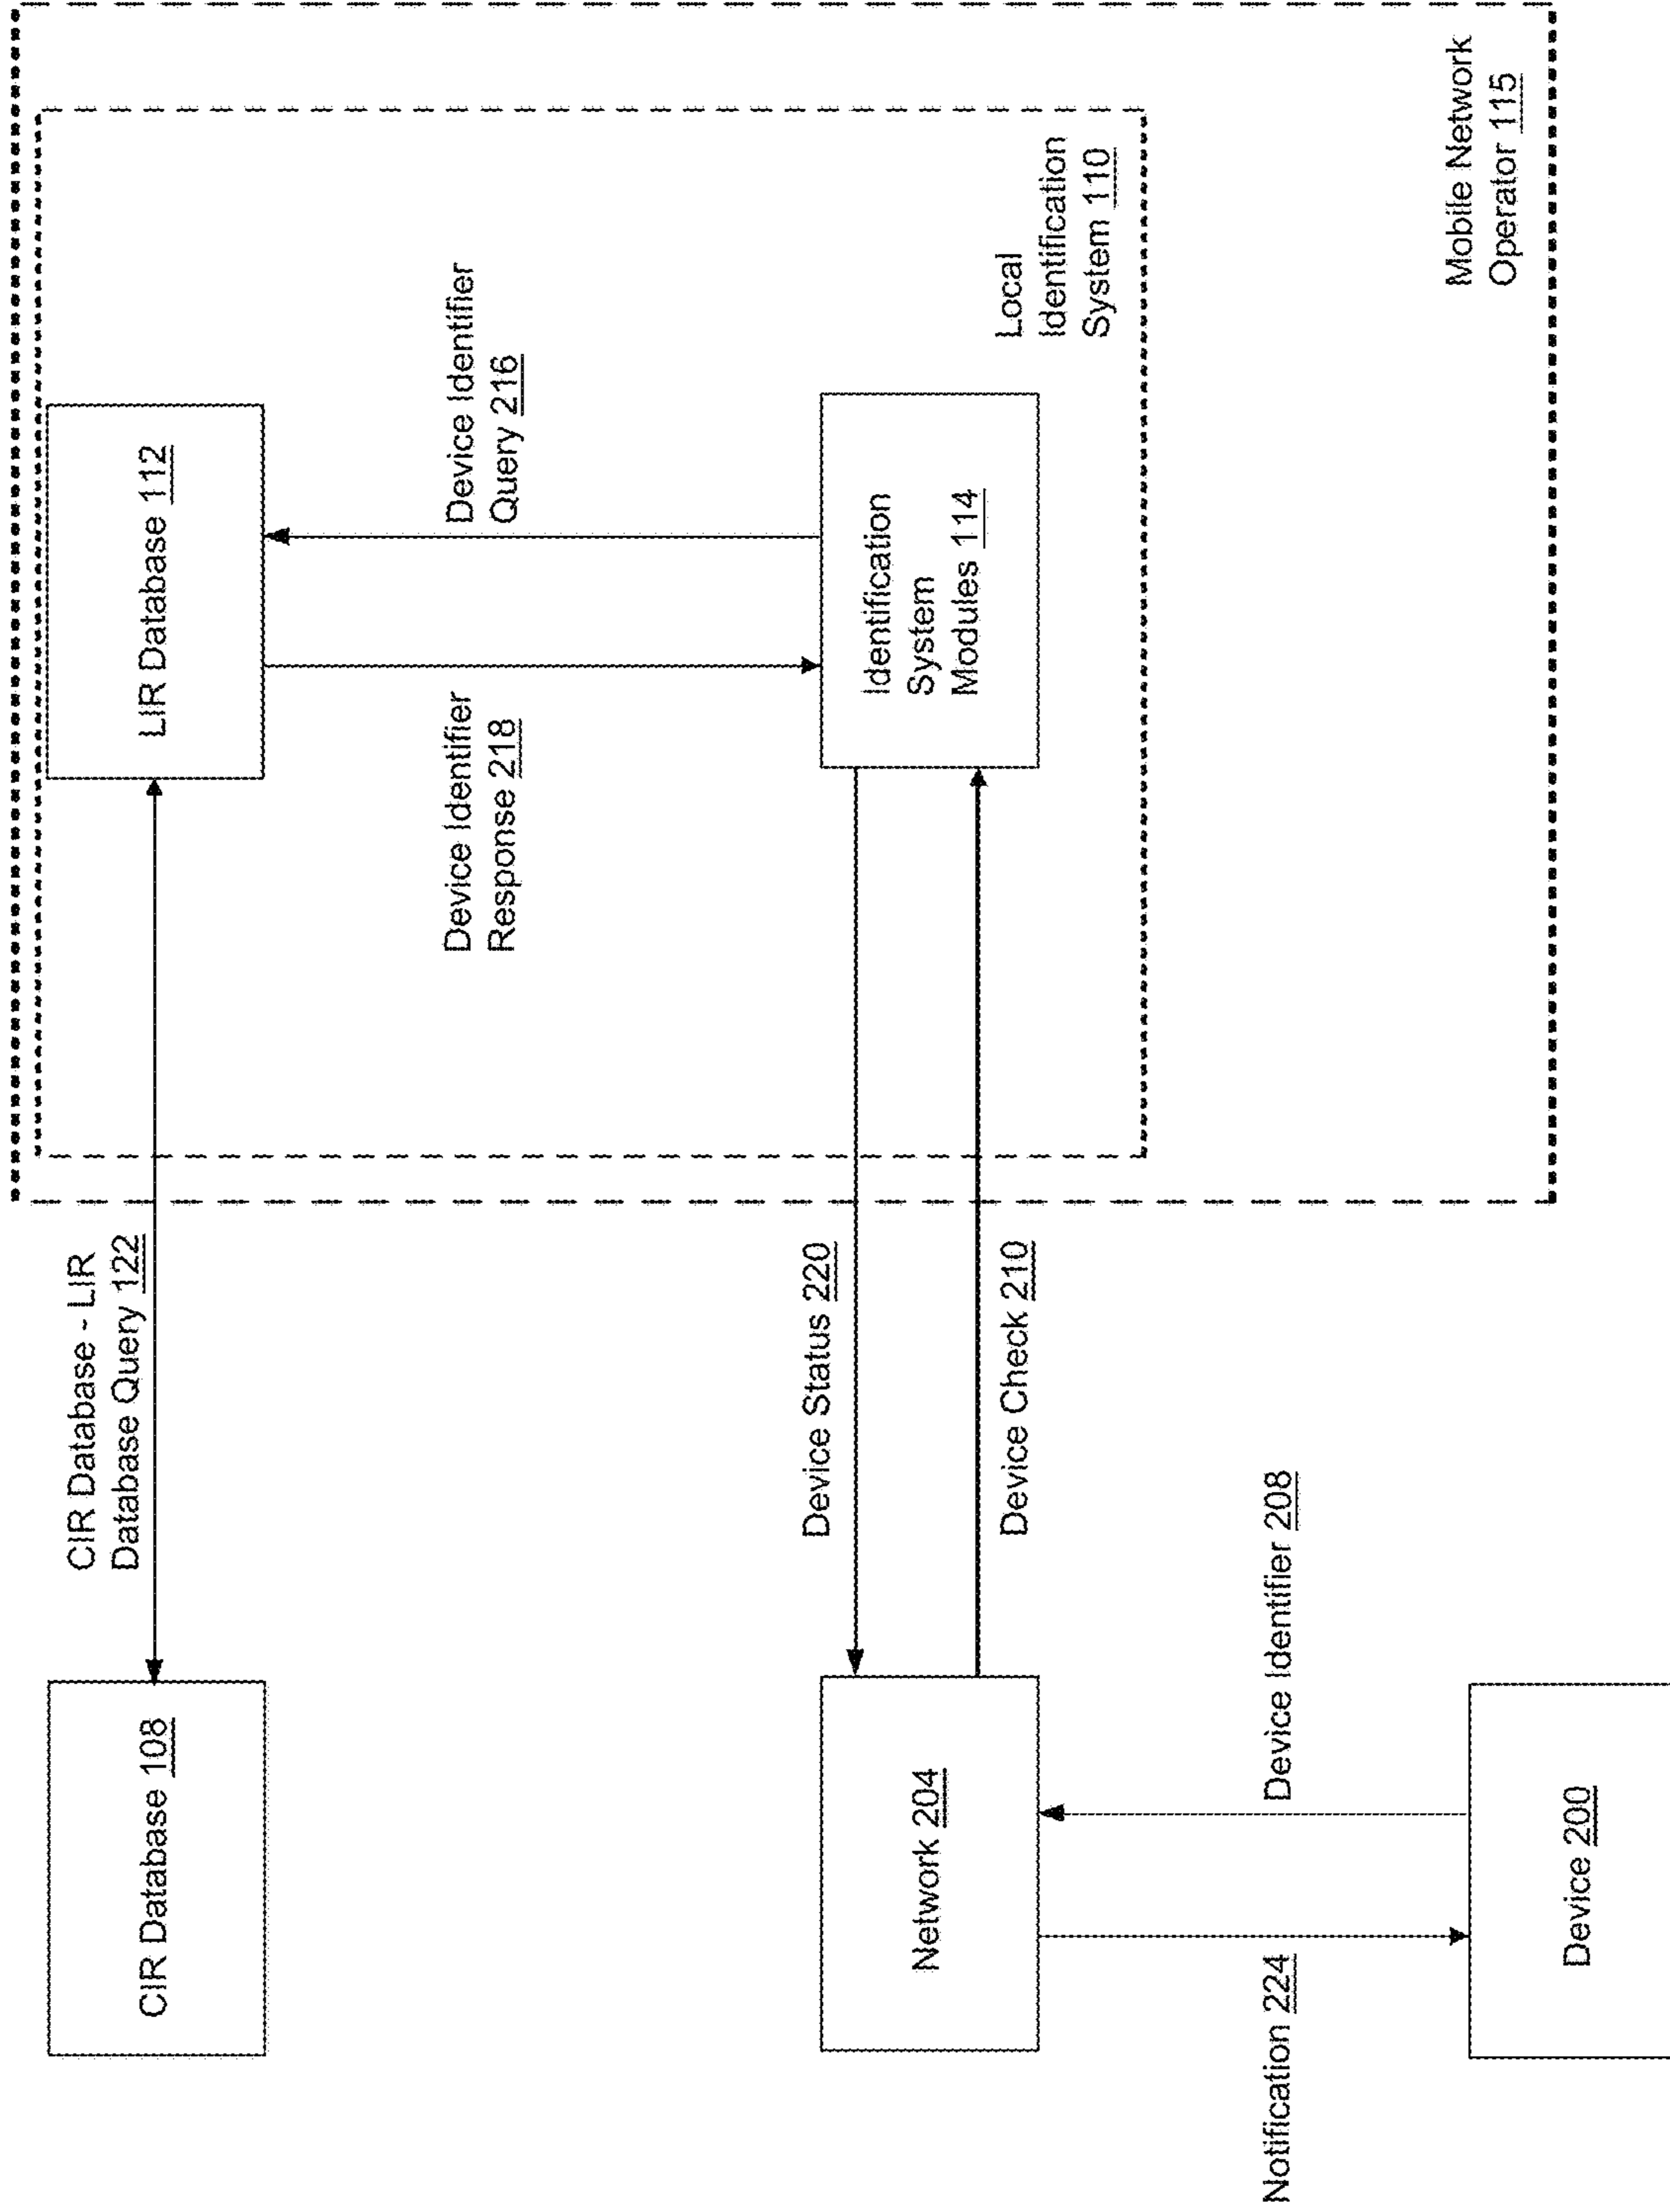 CIR Database 108
CIR Database - LIR
Database Query 122
LIR Database 112
Device Identifier
Response 218
Device Identifier
Query 216
Network 204
Device Status 220
Device Check 210
Identification
System
Modules 114
Local
Identification
System 110
Notification 224
Device Identifier 208
Device 200
Mobile Network
Operator 115